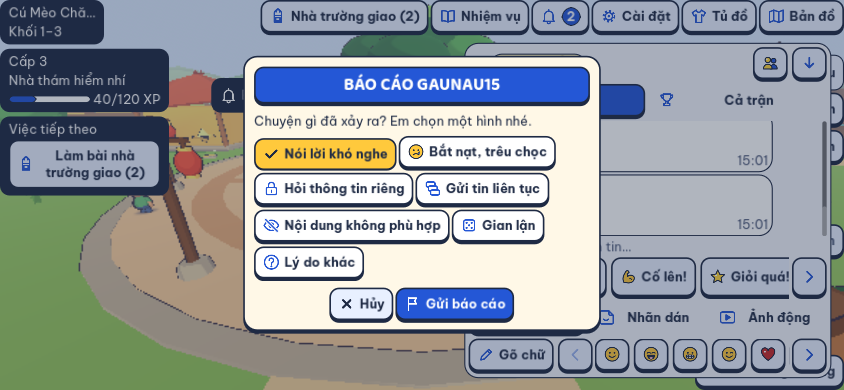 Cú Mèo Chă...
Khối 1–3
Nhà trường giao (2)
Nhiệm vụ
2
Cài đặt
Tủ đồ
Bản đồ
Cấp 3
Nhà thám hiểm nhí
40/120 XP
Việc tiếp theo
Làm bài nhà
trường giao (2)
BÁO CÁO GAUNAU15
Chuyện gì đã xảy ra? Em chọn một hình nhé.
Nói lời khó nghe
Bắt nạt, trêu chọc
Hỏi thông tin riêng
Gửi tin liên tục
Nội dung không phù hợp
Gian lận
Lý do khác
Hủy
Gửi báo cáo
Cả trận
15:01
15:01
tin...
Cố lên!
Giỏi quá!
Nhãn dán
Ảnh động
Gõ chữ